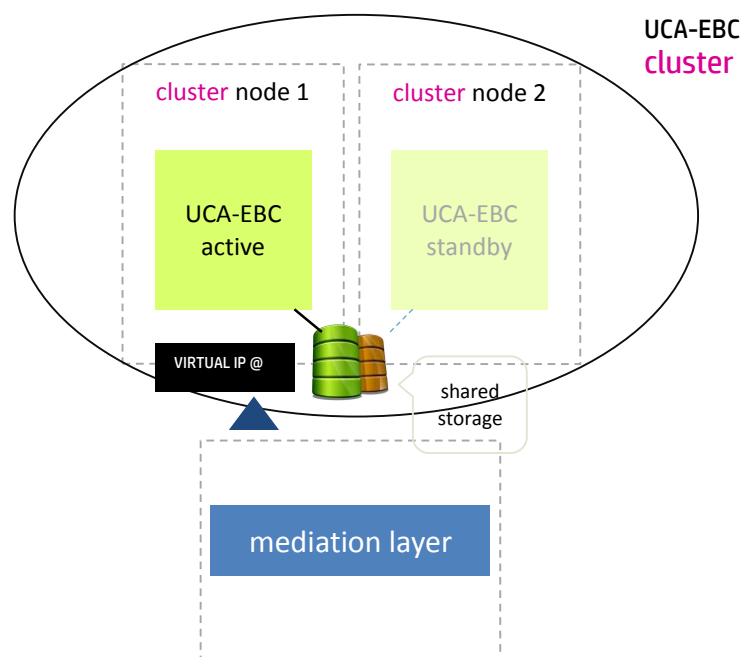 UCA-EBC
cluster
cluster node 1
cluster node 2
UCA-EBC
active
UCA-EBC
standby
VIRTUAL IP @
shared
storage
mediation layer